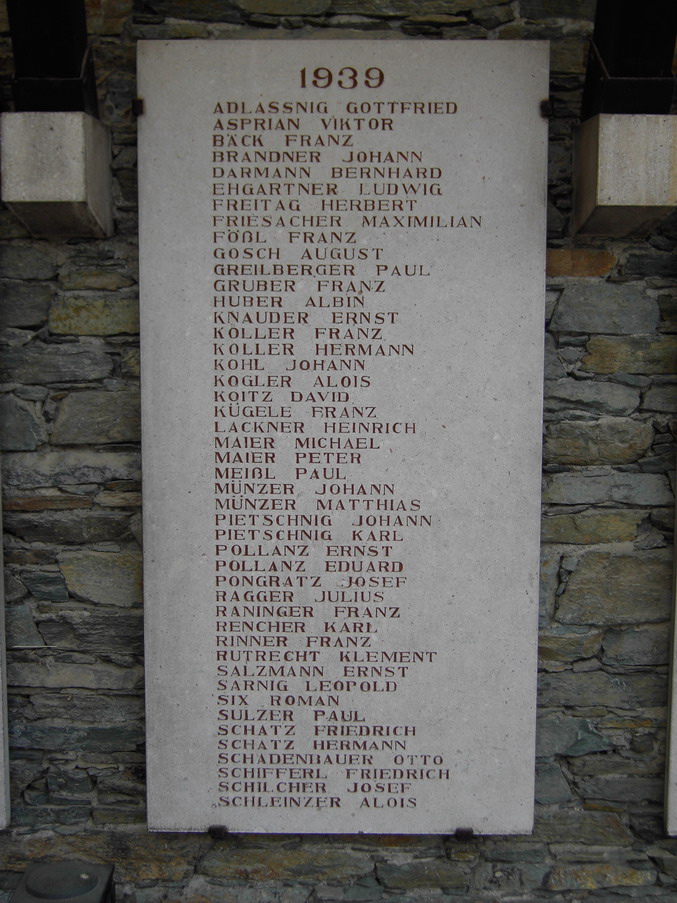 1939
ADLASSNIG GOTTFRIED
ASPRIAN VIKTOR
BÄCK FRANZ
BRANDNER JOHANN
DARMANN BERNHARD
EHGARTNER LUDWIG
FREITAG HERBERT
FRIESACHER MAXIMILIAN
FÖßL FRANZ
GOSCH AUGUST
GREILBERGER PAUL
GRUBER FRANZ
HUBER ALBIN
KNAUDER ERNST
KOLLER FRANZ
KOLLER HERMANN
KOHL JOHANN
KOGLER ALOIS
KOITZ DAVID
KÜGELE FRANZ
LACKNER HEINRICH
MAIER MICHAEL
MAIER PETER
MEIßL PAUL
MÜNZER JOHANN
MÜNZER MATTHIAS
PIETSCHNIG JOHANN
PIETSCHNIG KARL
POLLANZ ERNST
POLLANZ EDUARD
PONGRATZ JOSEF
RAGGER JULIUS
RANINGER FRANZ
RENCHER KARL
RINNER FRANZ
RUTRECHT KLEMENT
SALZMANN ERNST
SARNIG LEOPOLD
SIX ROMAN
SULZER PAUL
SCHATZ FRIEDRICH
SCHATZ HERMANN
SCHADENBAUER OTTO
SCHIFFERL FRIEDRICH
SCHILCHER JOSEF
SCHLEINZER ALOIS